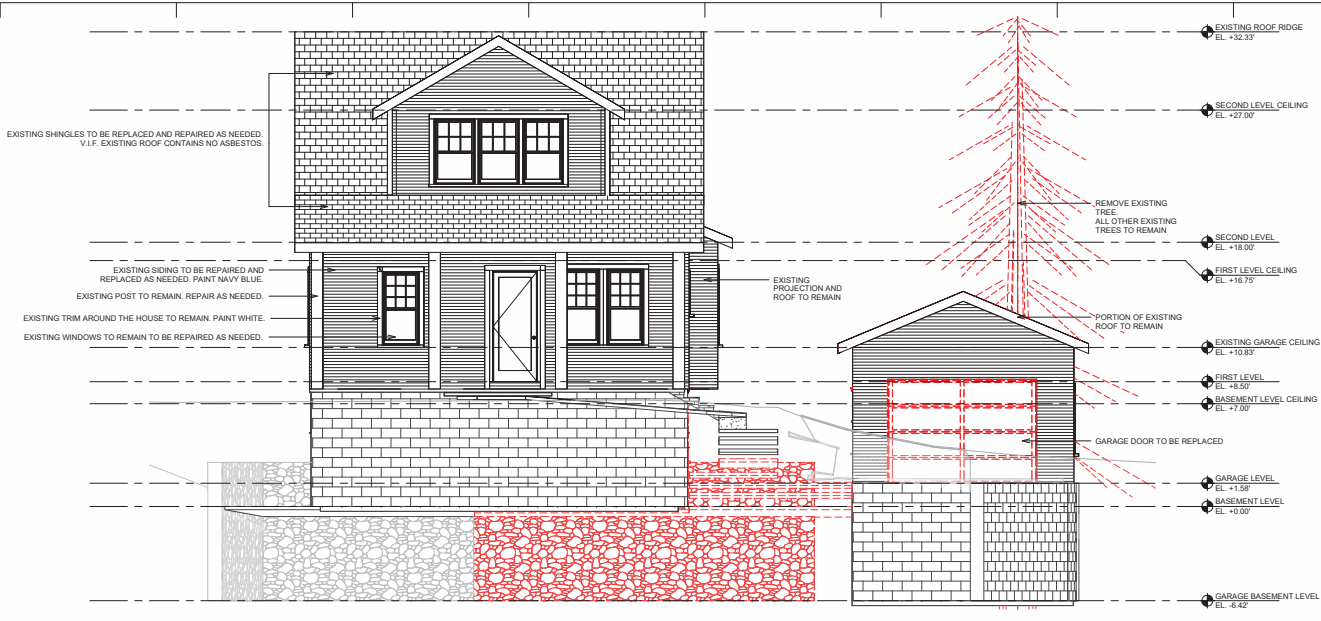 EXISTING ROOF RIDGE
EL. +32.33'
SECOND LEVEL CEILING
EL. +27.00'
EXISTING SHINGLES TO BE REPLACED AND REPAIRED AS NEEDED.
V.I.F. EXISTING ROOF CONTAINS NO ASBESTOS.
REMOVE EXISTING
TREE.
ALL OTHER EXISTING
TREES TO REMAIN
SECOND LEVEL
EL. +18.00'
EXISTING SIDING TO BE REPAIRED AND
REPLACED AS NEEDED. PAINT NAVY BLUE.
EXISTING
PROJECTION AND
ROOF TO REMAIN
FIRST LEVEL CEILING
EL. +16.75'
EXISTING POST TO REMAIN. REPAIR AS NEEDED.
EXISTING TRIM AROUND THE HOUSE TO REMAIN. PAINT WHITE.
PORTION OF EXISTING
ROOF TO REMAIN
EXISTING WINDOWS TO REMAIN TO BE REPAIRED AS NEEDED.
EXISTING GARAGE CEILING
EL. +10.83'
FIRST LEVEL
EL. +8.50'
BASEMENT LEVEL CEILING
EL. +7.00'
GARAGE DOOR TO BE REPLACED
GARAGE LEVEL
EL. +1.58'
BASEMENT LEVEL
EL. +0.00'
GARAGE BASEMENT LEVEL
EL. -6.42'